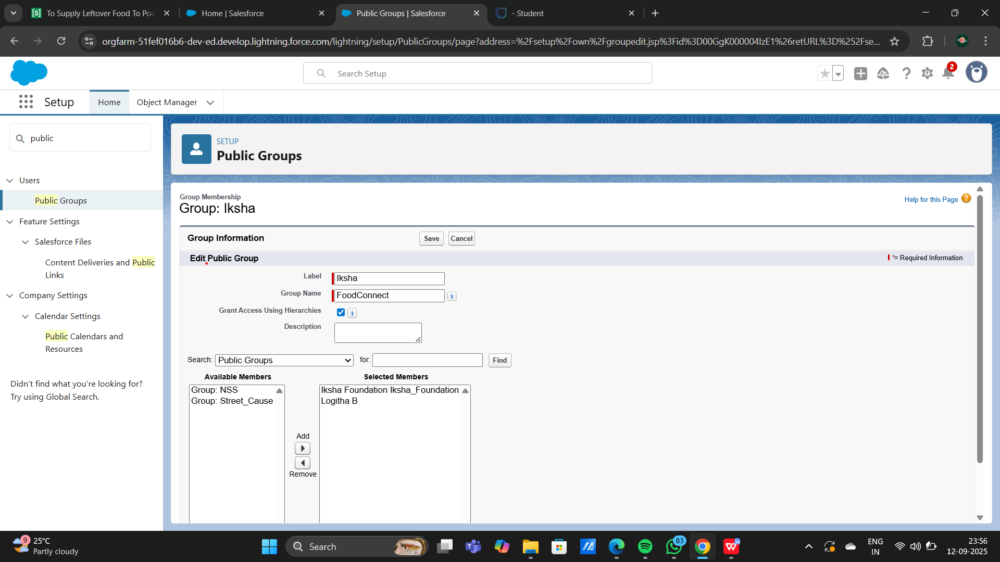 To Supply Leftover Food To Poo
Home | Salesforce
Public Groups | Salesforce
- Student
orgfarm-51fef016b6-dev-ed.develop.lightning.force.com/lightning/setup/PublicGroups/page?address=%2Fsetup%2Fown%2Fgroupedit.jsp%3Fid%3D00GgK000004IzE1%26retURL%3D%252Fse...
Search Setup
2
Setup
Home
Object Manager
public
Users
Public Groups
Feature Settings
Salesforce Files
Content Deliveries and Public
Links
Company Settings
Calendar Settings
Public Calendars and
Resources
Didn't find what you're looking for?
Try using Global Search.
SETUP
Public Groups
Group Membership
Group: Iksha
Help for this Page ?
Group Information
Save
Cancel
Edit Public Group
*= Required Information
Label
Iksha
Group Name
FoodConnect
i
Grant Access Using Hierarchies
i
Description
Search:
Public Groups
for:
Find
Available Members
Selected Members
Group: NSS
Group: Street_Cause
Add
Remove
Iksha Foundation Iksha_Foundation
Logitha B
9
25°C
Partly cloudy
Search
83
ENG
IN
23:56
12-09-2025